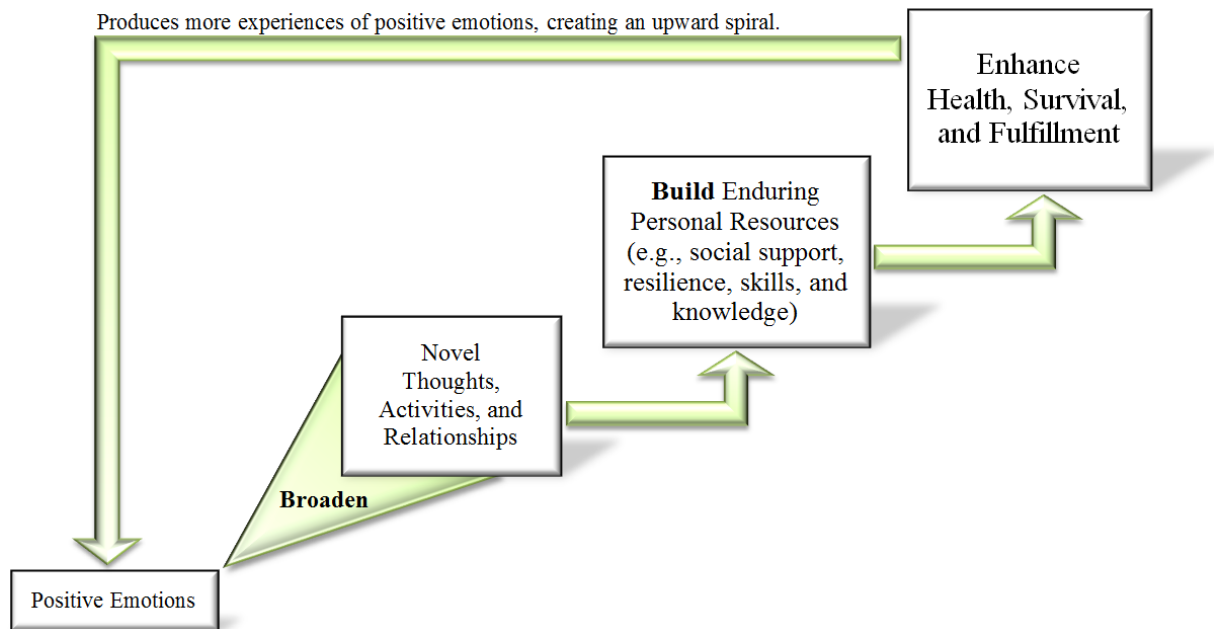 Produces more experiences of positive emotions, creating an upward spiral.
Enhance
Health, Survival,
and Fulfillment
Build Enduring
Personal Resources
(e.g., social support,
resilience, skills, and
knowledge)
Novel
Thoughts,
Activities, and
Relationships
Broaden
Positive Emotions